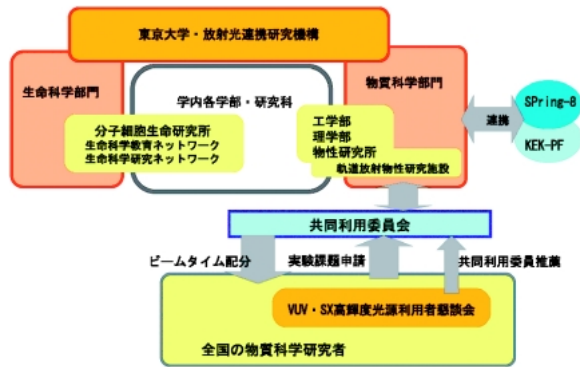 東京大学・放射光連携研究機構
生命科学部門
学内各学部・研究科
物質科学部門
分子細胞生命研究所
生命科学教育ネットワーク
生命科学研究ネットワーク
工学部
理学部
物性研究所
軌道放射物性研究施設
連携
SPring-8
KEK-PF
共同利用委員会
ビームタイム配分
実験課題申請
共同利用委員推薦
VUV・SX高輝度光源利用者懇談会
全国の物質科学研究者